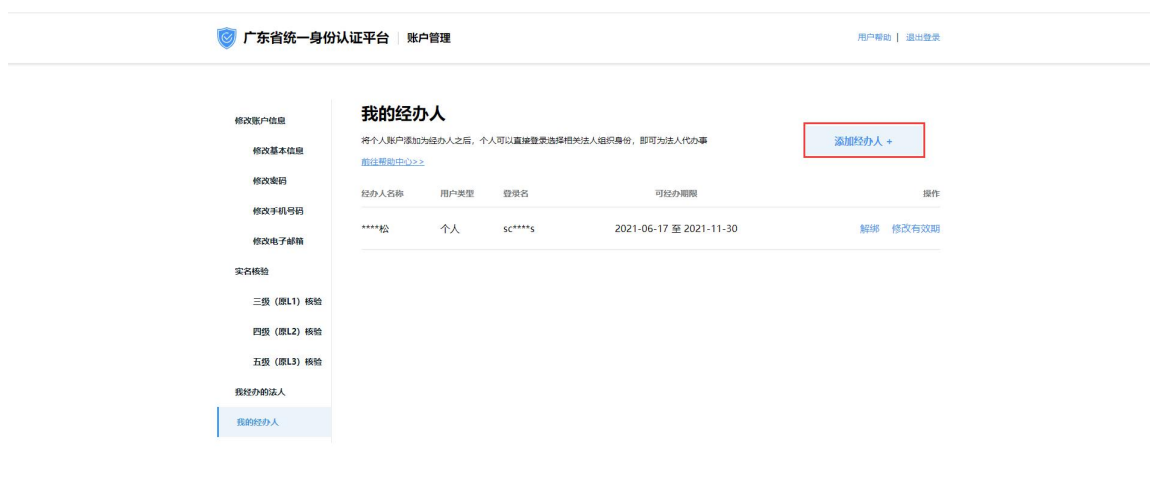 广东省统一身份认证平台 账户管理 用户帮助 | 退出登录
修改账户信息
修改基本信息
修改密码
修改手机号码
修改电子邮箱
实名核验
三级（原L1）核验
四级（原L2）核验
五级（原L3）核验
我经办的法人
我的经办人
我的经办人
将个人账户添加为经办人之后，个人可以直接登录选择相关法人组织身份，即可为法人代办事
前往帮助中心>>
添加经办人 +
经办人名称 用户类型 登录名 可经办期限 操作
****松 个人 sc****s 2021-06-17 至 2021-11-30 解绑 修改有效期